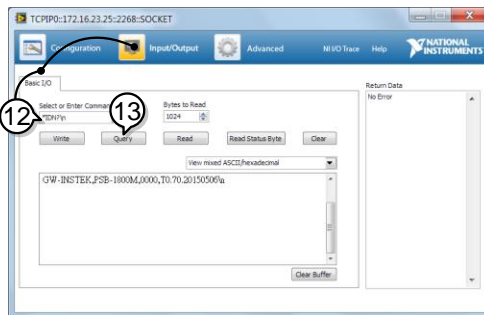 TCPIP0::172.16.23.25::2268::SOCKET
Configuration
Input/Output
Advanced
NI I/O Trace
Help
NATIONAL
INSTRUMENTS
Basic I/O
Return Data
No Error
Select or Enter Command
Bytes to Read
12
13
*IDN?\n
1024
Write
Query
Read
Read Status Byte
Clear
View mixed ASCII/hexadecimal
GW-INSTEK,PSB-1800M,0000,T0.70.20150506\n
Clear Buffer